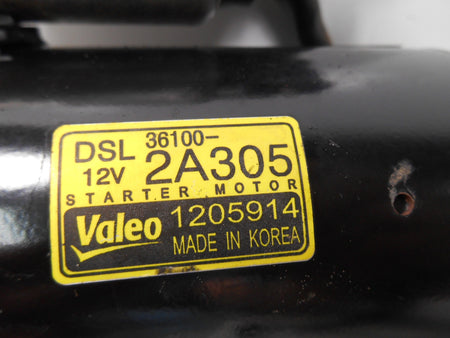 DSL 36100-
12V 2A305
STARTER MOTOR
Valeo 1205914
MADE IN KOREA